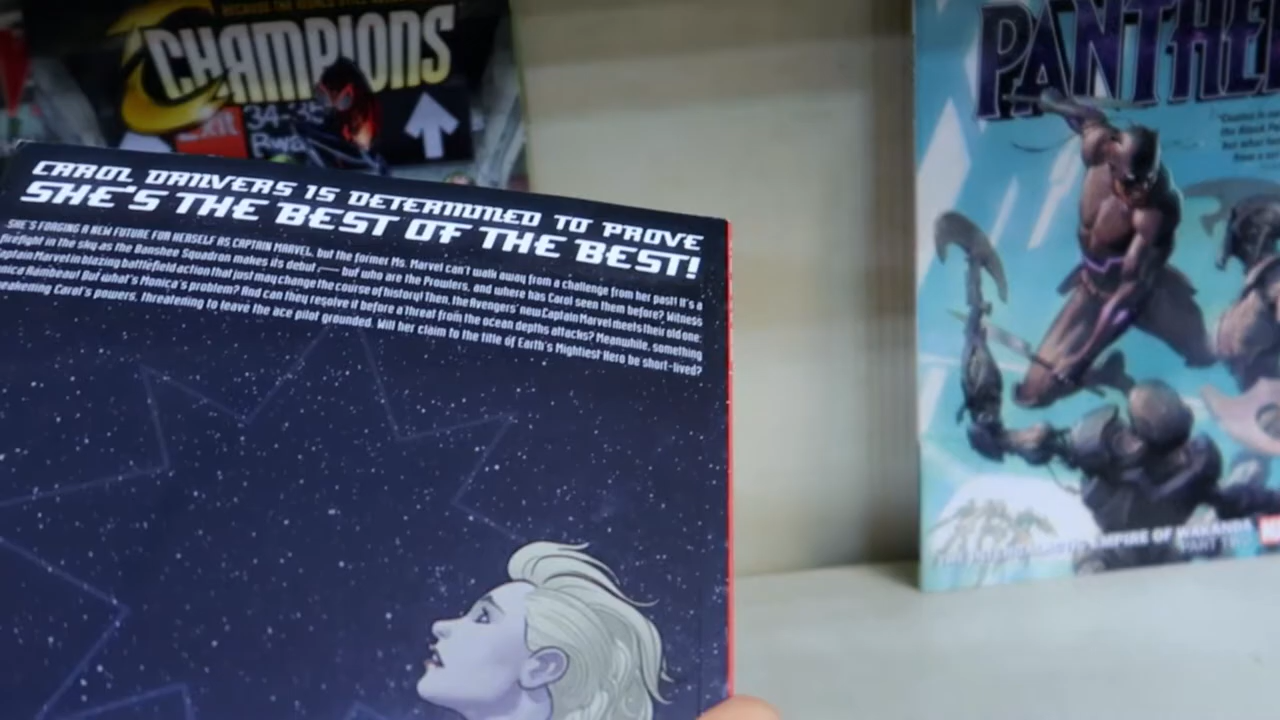 CHAMPIONS
34-35
CAROL DANVERS IS DETERMINED TO PROVE
SHE'S THE BEST OF THE BEST!
SHE'S FORGING A NEW FUTURE FOR HERSELF AS CAPTAIN MARVEL, but the former Ms. Marvel can't walk away from a challenge from her past! It's a
firefight in the sky as the Banshee Squadron makes its debut — but who are the Prowlers, and where has Carol seen them before? Witness
Captain Marvel in blazing battlefield action that just may change the course of history! Then, the Avengers' new Captain Marvel meets their old one:
Rambeau! But what's Monica's problem? And can they resolve it before a threat from the ocean depths attacks? Meanwhile, something
Carol's powers, threatening to leave the ace pilot grounded. Will her claim to the title of Earth's Mightiest Hero be short-lived?
PANTHE
EMPIRE OF WAKANDA
PART TWO